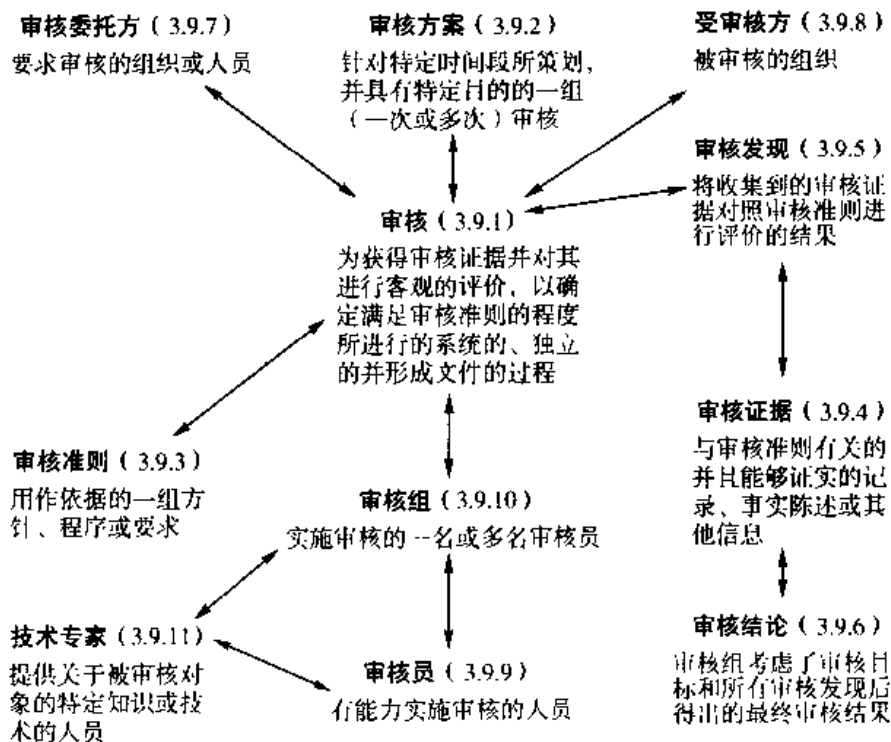 审核委托方（3.9.7）
要求审核的组织或人员
审核方案（3.9.2）
针对特定时间段所策划，
并具有特定目的的一组
（一次或多次）审核
受审核方（3.9.8）
被审核的组织
审核发现（3.9.5）
将收集到的审核证
据对照审核准则进
行评价的结果
审核（3.9.1）
为获得审核证据并对其
进行客观的评价，以确
定满足审核准则的程度
所进行的系统的、独立
的并形成文件的过程
审核证据（3.9.4）
与审核准则有关的
并且能够证实的记
录、事实陈述或其
他信息
审核准则（3.9.3）
用作依据的一组方
针、程序或要求
审核组（3.9.10）
实施审核的一名或多名审核员
技术专家（3.9.11）
提供关于被审核对
象的特定知识或技
术的人员
审核员（3.9.9）
有能力实施审核的人员
审核结论（3.9.6）
审核组考虑了审核目
标和所有审核发现后
得出的最终审核结果